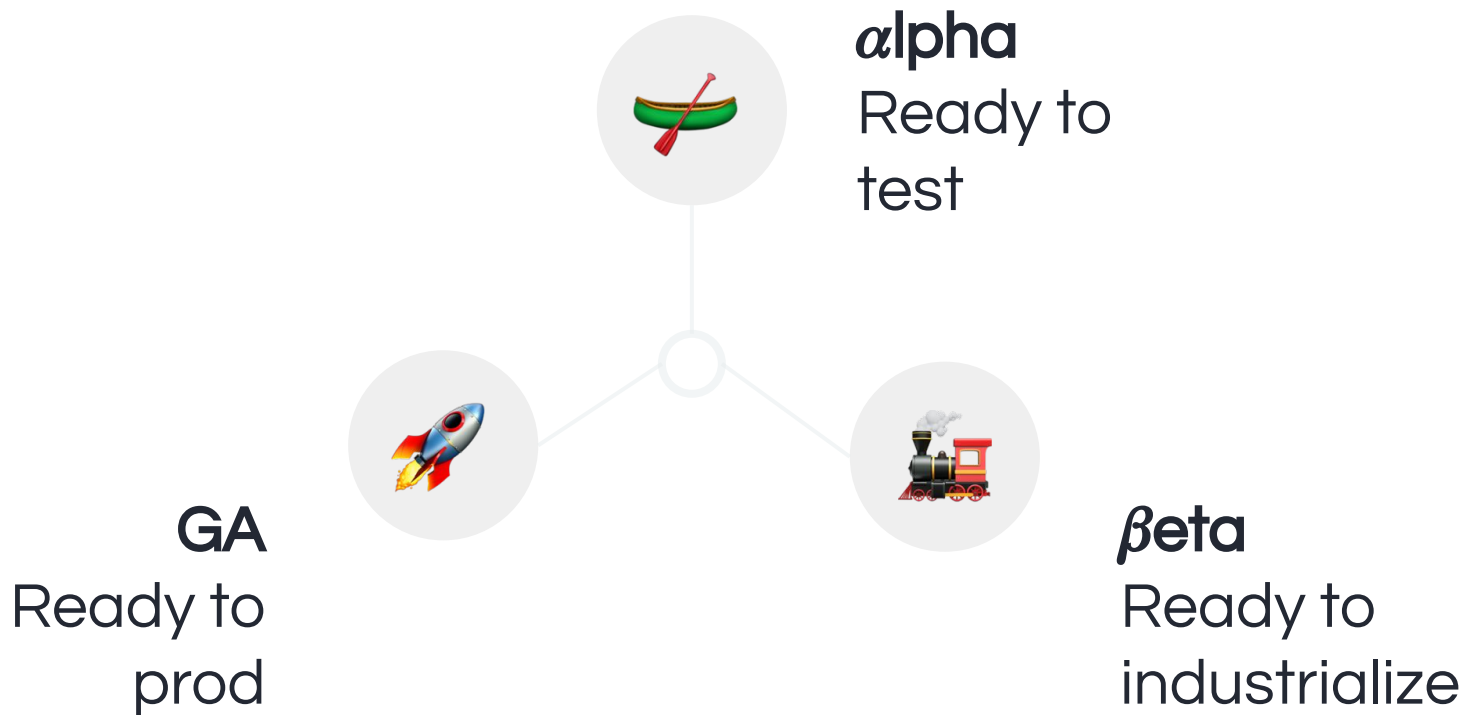 𝛂lpha
Ready to
test
GA
Ready to
prod
𝛃eta
Ready to
industrialize